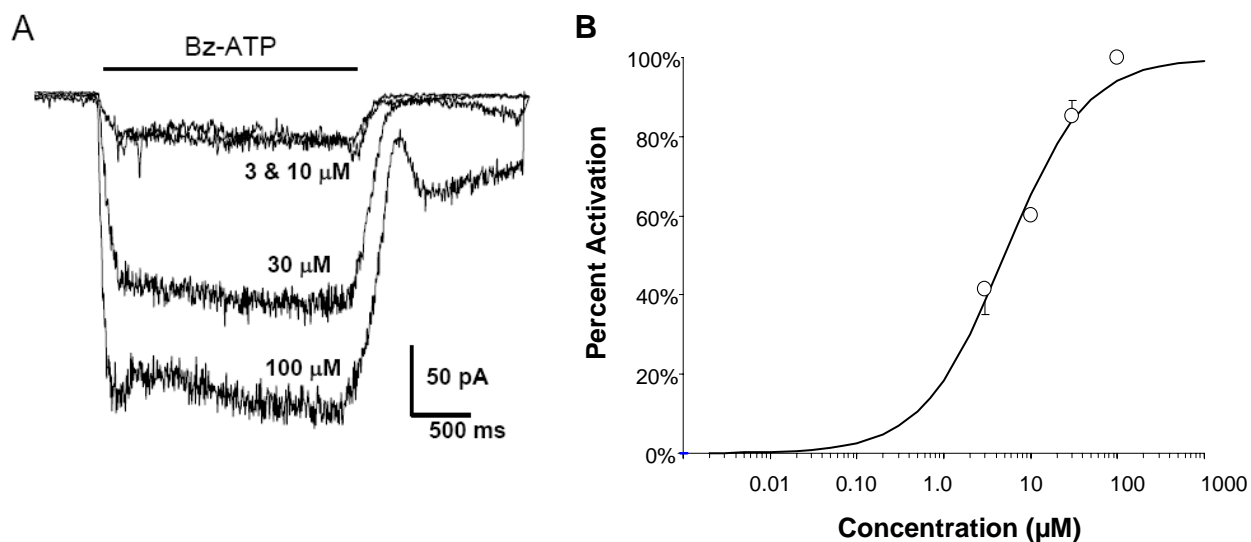 A
Bz-ATP
3 & 10 µM
30 µM
100 µM
50 pA
500 ms
B
Percent Activation
100%
80%
60%
40%
20%
0%
0.01 0.10 1.0 10 100 1000
Concentration (µM)